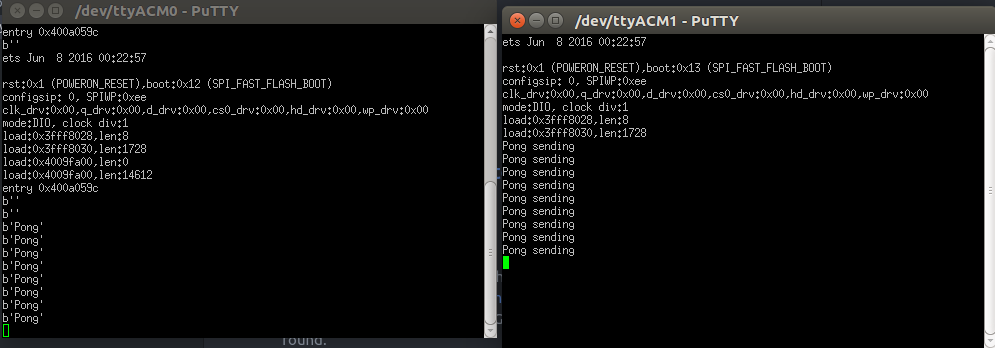 /dev/ttyACM0 - PuTTY
entry 0x400a059c
b''
ets Jun  8 2016 00:22:57
rst:0x1 (POWERON_RESET),boot:0x12 (SPI_FAST_FLASH_BOOT)
configsip: 0, SPIWP:0xee
clk_drv:0x00,q_drv:0x00,d_drv:0x00,cs0_drv:0x00,hd_drv:0x00,wp_drv:0x00
mode:DIO, clock div:1
load:0x3fff8028,len:8
load:0x3fff8030,len:1728
load:0x4009fa00,len:0
load:0x4009fa00,len:14612
entry 0x400a059c
b''
b''
b'Pong'
b'Pong'
b'Pong'
b'Pong'
b'Pong'
b'Pong'
b'Pong'
b'Pong'
found.
/dev/ttyACM1 - PuTTY
ets Jun  8 2016 00:22:57
rst:0x1 (POWERON_RESET),boot:0x13 (SPI_FAST_FLASH_BOOT)
configsip: 0, SPIWP:0xee
clk_drv:0x00,q_drv:0x00,d_drv:0x00,cs0_drv:0x00,hd_drv:0x00,wp_drv:0x00
mode:DIO, clock div:1
load:0x3fff8028,len:8
load:0x3fff8030,len:1728
Pong sending
Pong sending
Pong sending
Pong sending
Pong sending
Pong sending
Pong sending
Pong sending
Pong sending